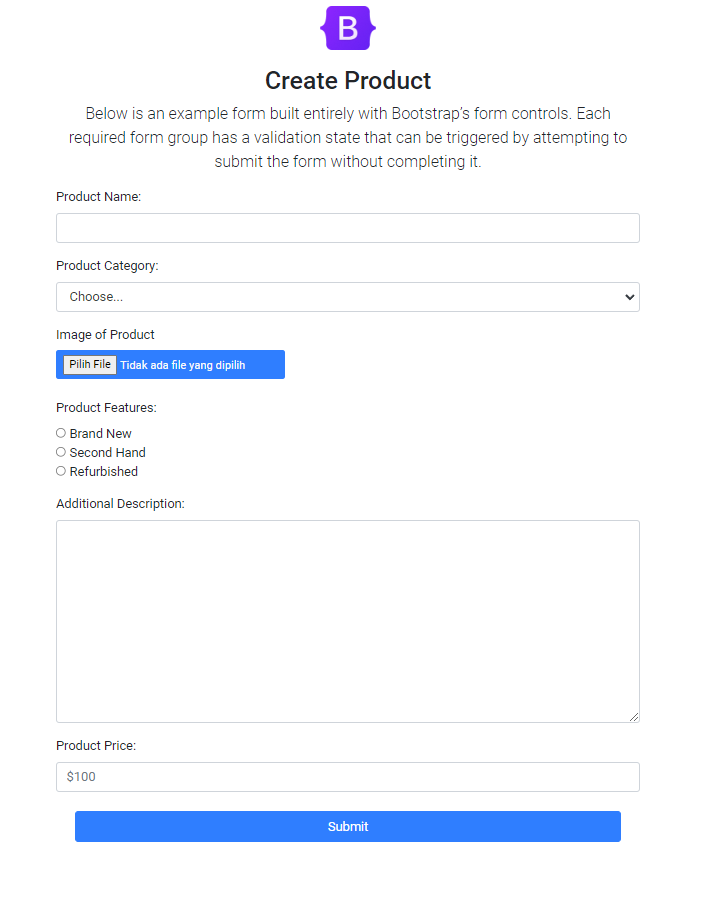 B
Create Product
Below is an example form built entirely with Bootstrap’s form controls. Each
required form group has a validation state that can be triggered by attempting to
submit the form without completing it.
Product Name:
Product Category:
Choose...
Image of Product
Pilih File Tidak ada file yang dipilih
Product Features:
Brand New
Second Hand
Refurbished
Additional Description:
Product Price:
$100
Submit